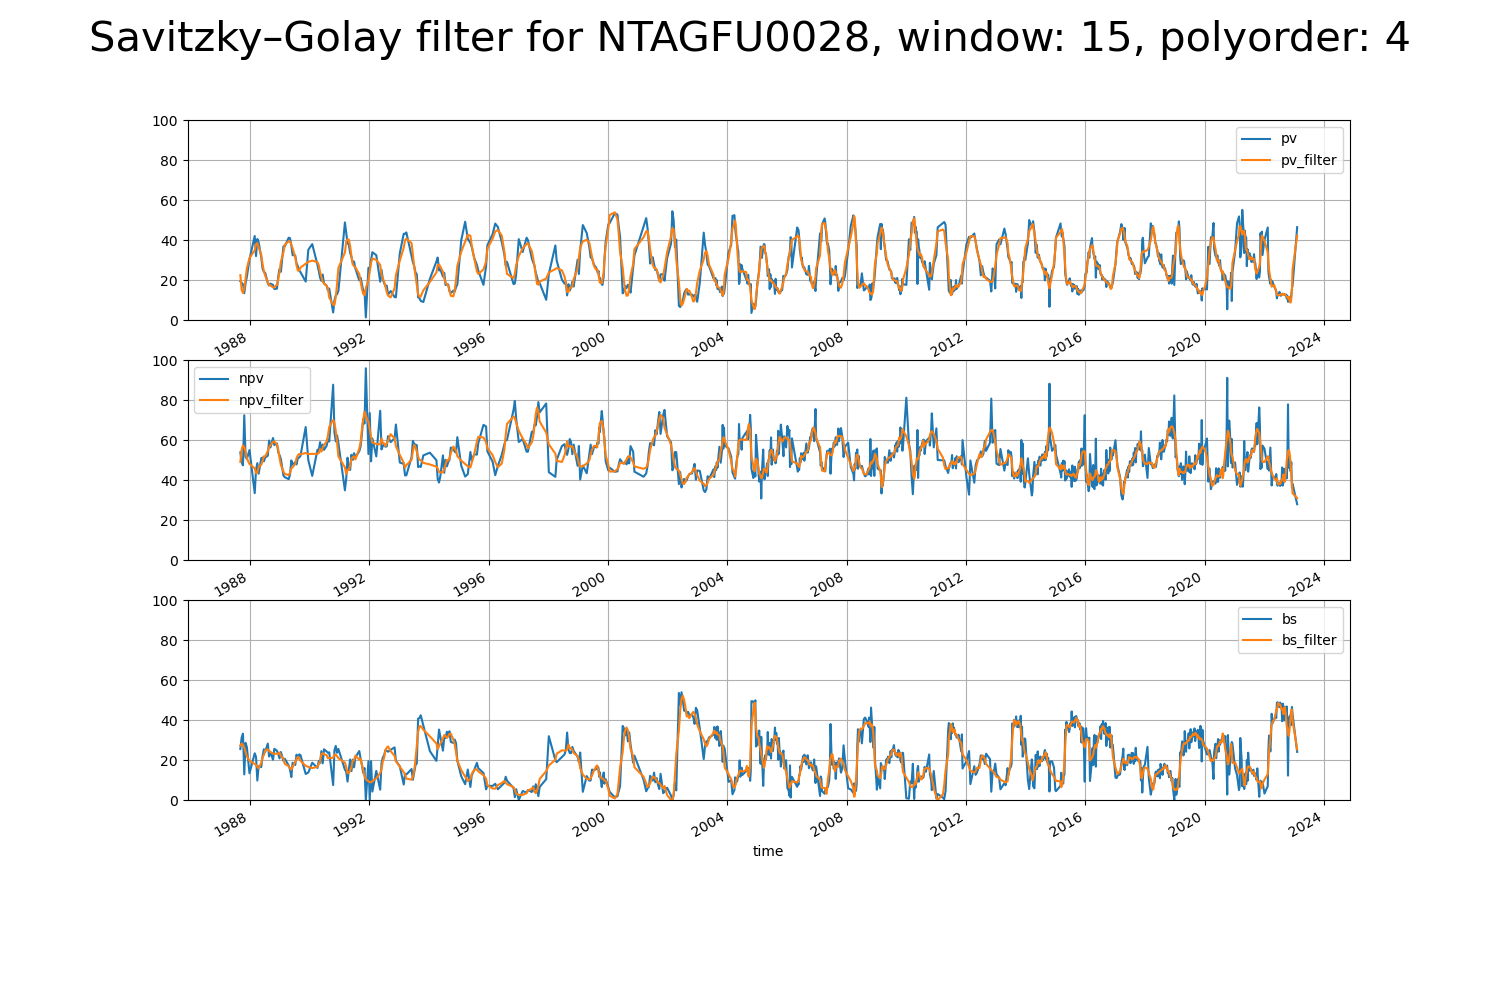 Savitzky–Golay filter for NTAGFU0028, window: 15, polyorder: 4
100
80
60
40
20
0
pv
pv_filter
1988 1992 1996 2000 2004 2008 2012 2016 2020 2024
100
80
60
40
20
0
npv
npv_filter
1988 1992 1996 2000 2004 2008 2012 2016 2020 2024
100
80
60
40
20
0
bs
bs_filter
1988 1992 1996 2000 2004 2008 2012 2016 2020 2024
time